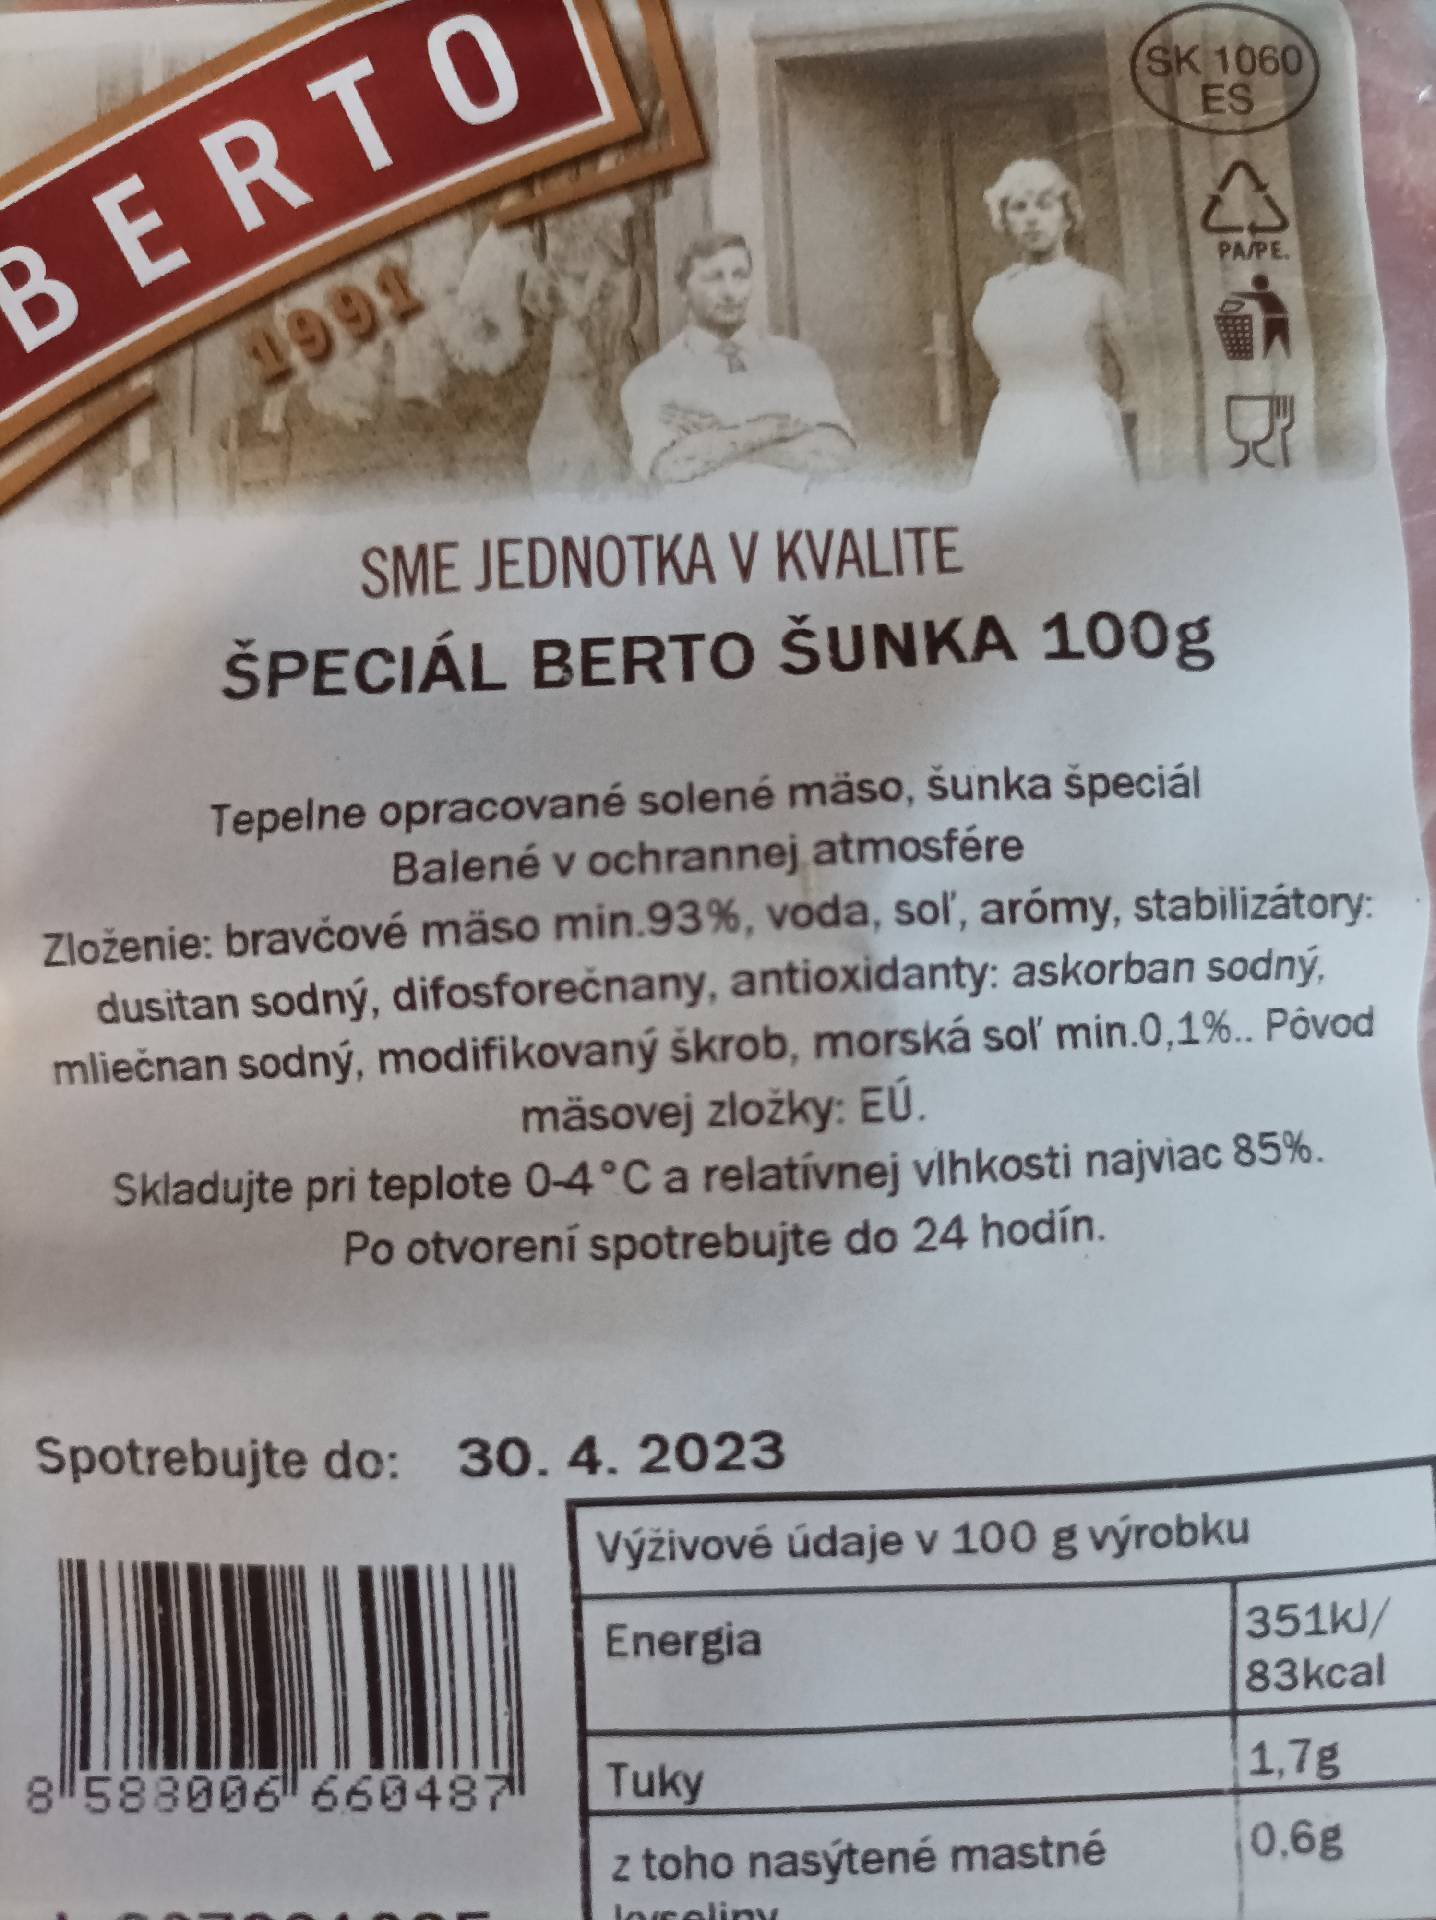 BERTO
1991
SK 1060
ES
PA/PE.
SME JEDNOTKA V KVALITE
ŠPECIÁL BERTO ŠUNKA 100g
Tepelne opracované solené mäso, šunka špeciál
Balené v ochrannej atmosfére
Zloženie: bravčové mäso min.93%, voda, soľ, arómy, stabilizátory:
dusitan sodný, difosforečnany, antioxidanty: askorban sodný,
mliečnan sodný, modifikovaný škrob, morská soľ min.0,1%.. Pôvod
mäsovej zložky: EÚ.
Skladujte pri teplote 0-4°C a relatívnej vlhkosti najviac 85%.
Po otvorení spotrebujte do 24 hodín.
Spotrebujte do: 30. 4. 2023
Výživové údaje v 100 g výrobku
Energia 351kJ/
83kcal
Tuky 1,7g
z toho nasýtené mastné 0,6g
kyseliny
8 588006 660487